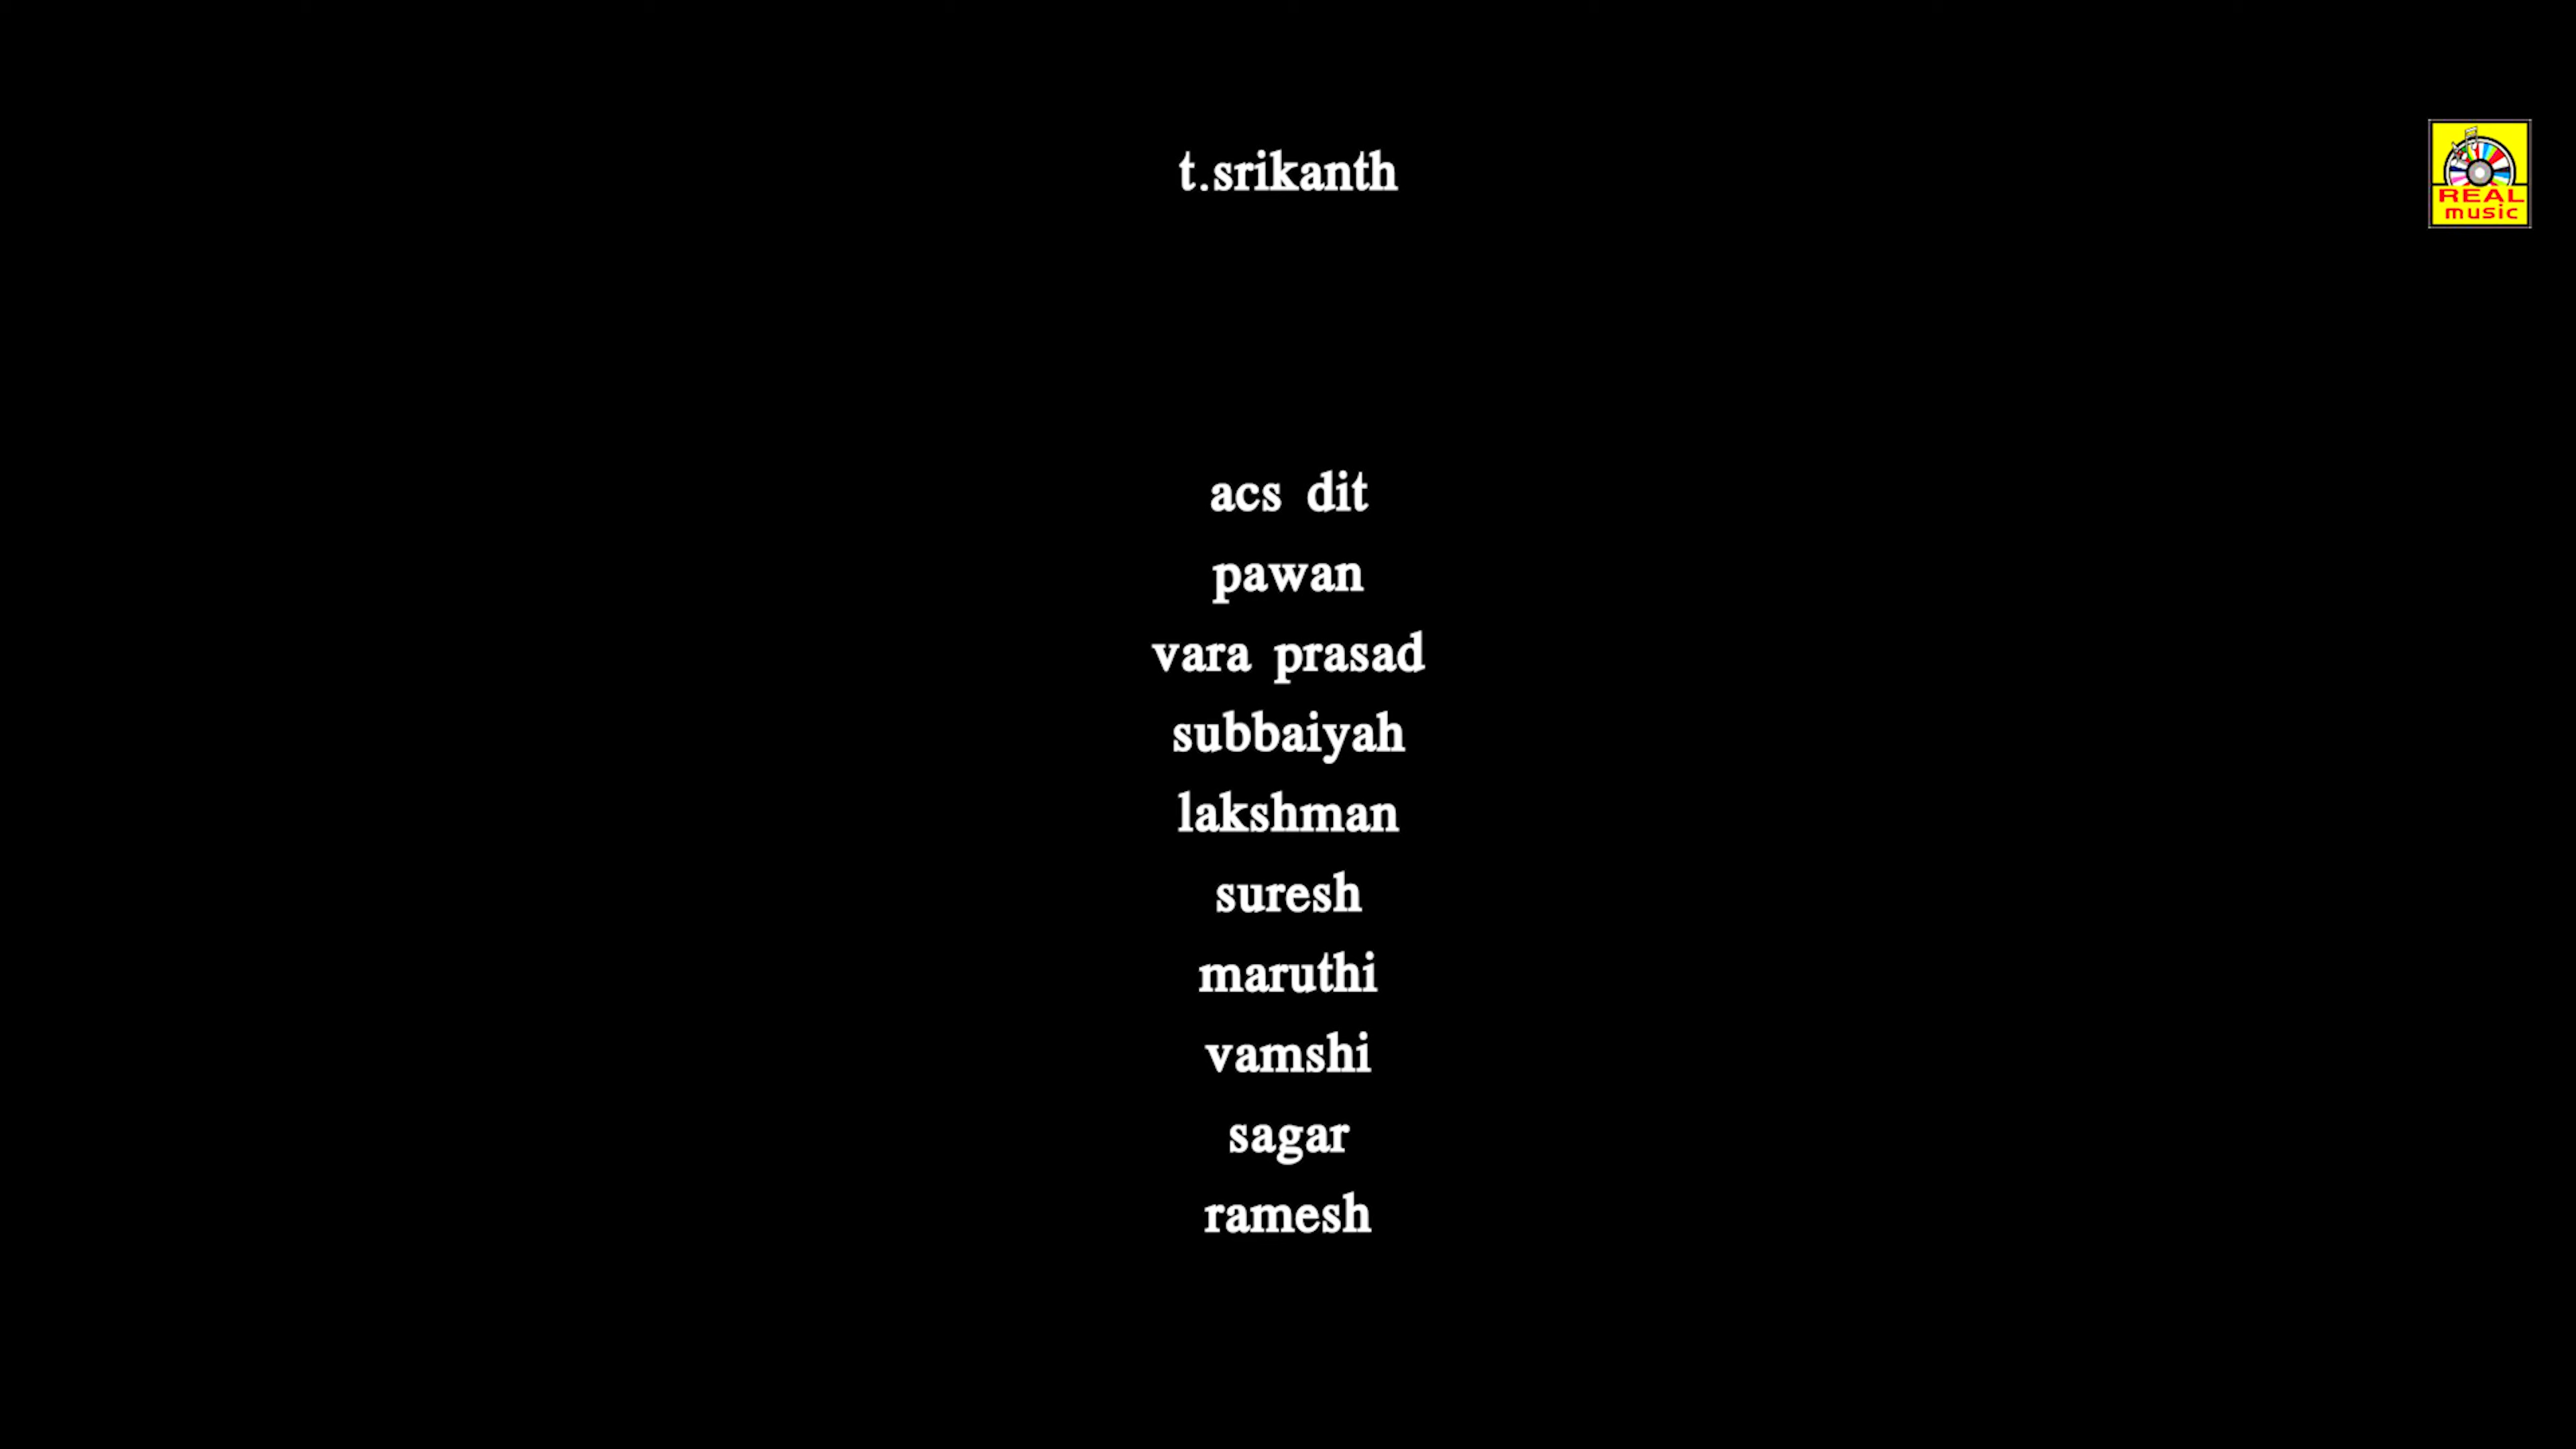 t.srikanth
REAL
music
acs dit
pawan
vara prasad
subbaiyah
lakshman
suresh
maruthi
vamshi
sagar
ramesh